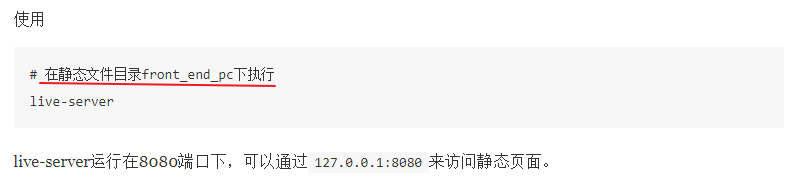 使用
# 在静态文件目录front_end_pc下执行
live-server
live-server运行在8080端口下，可以通过 127.0.0.1:8080 来访问静态页面。